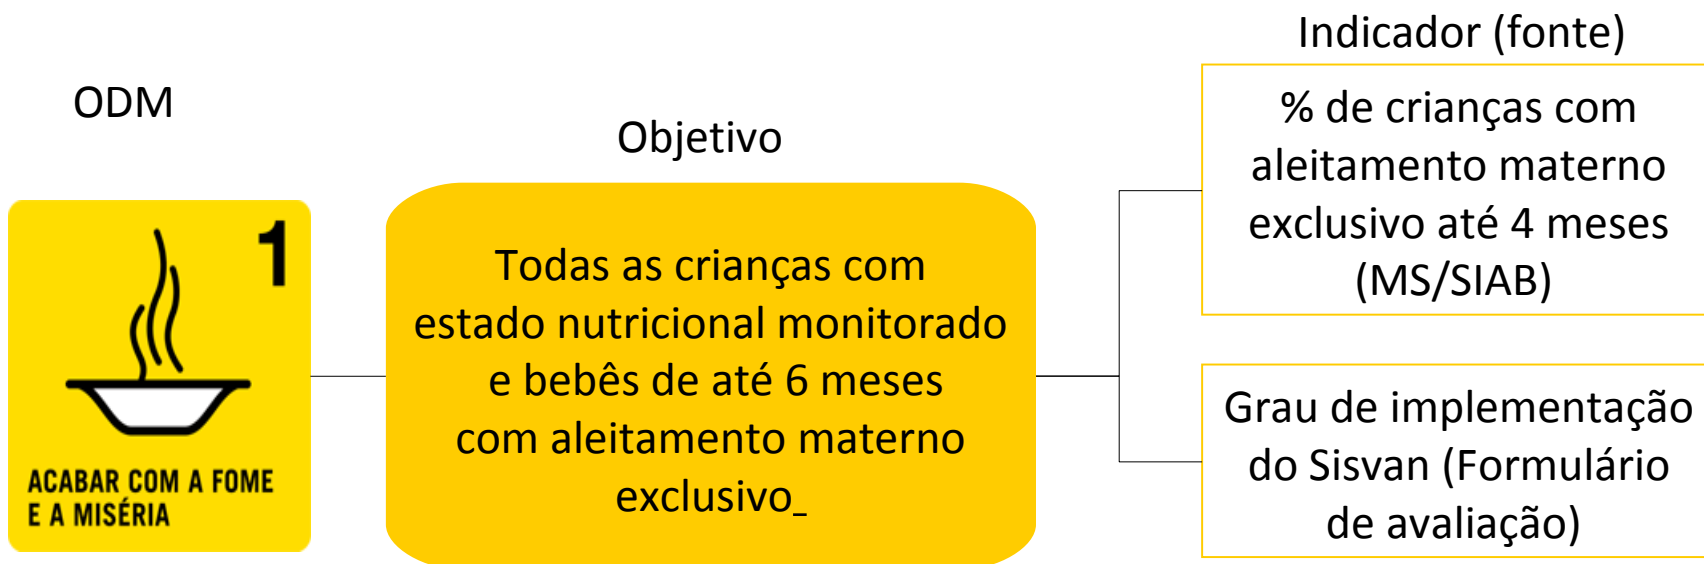 ODM
1
ACABAR COM A FOME
E A MISÉRIA
Objetivo
Todas as crianças com
estado nutricional monitorado
e bebês de até 6 meses
com aleitamento materno
exclusivo_
Indicador (fonte)
% de crianças com
aleitamento materno
exclusivo até 4 meses
(MS/SIAB)
Grau de implementação
do Sisvan (Formulário
de avaliação)